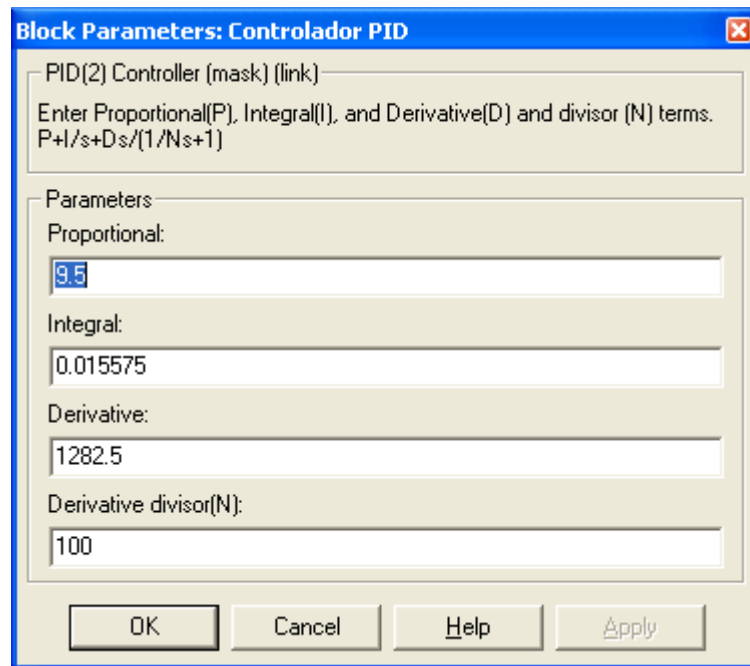 Block Parameters: Controlador PID
PID(2) Controller (mask) (link)
Enter Proportional(P), Integral(I), and Derivative(D) and divisor (N) terms.
P+I/s+Ds/(1/Ns+1)
Parameters
Proportional:
9.5
Integral:
0.015575
Derivative:
1282.5
Derivative divisor(N):
100
OK Cancel Help Apply